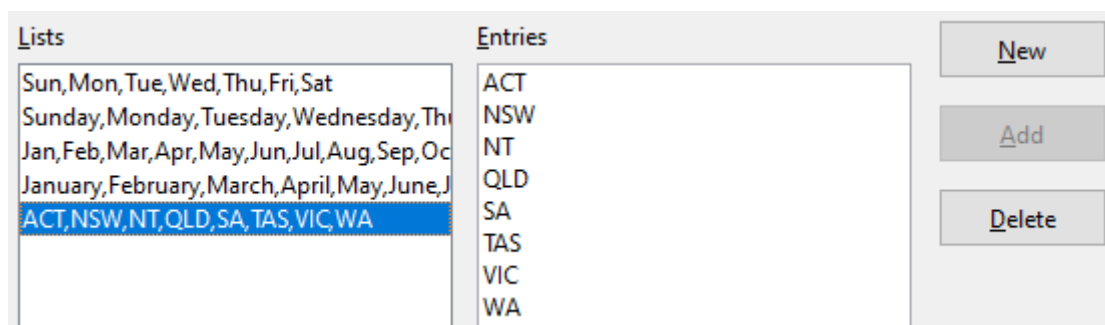 Lists
Sun,Mon,Tue,Wed,Thu,Fri,Sat
Sunday,Monday,Tuesday,Wednesday,Th
Jan,Feb,Mar,Apr,May,Jun,Jul,Aug,Sep,Oc
January,February,March,April,May,June,J
ACT,NSW,NT,QLD,SA,TAS,VIC,WA
Entries
ACT
NSW
NT
QLD
SA
TAS
VIC
WA
New
Add
Delete